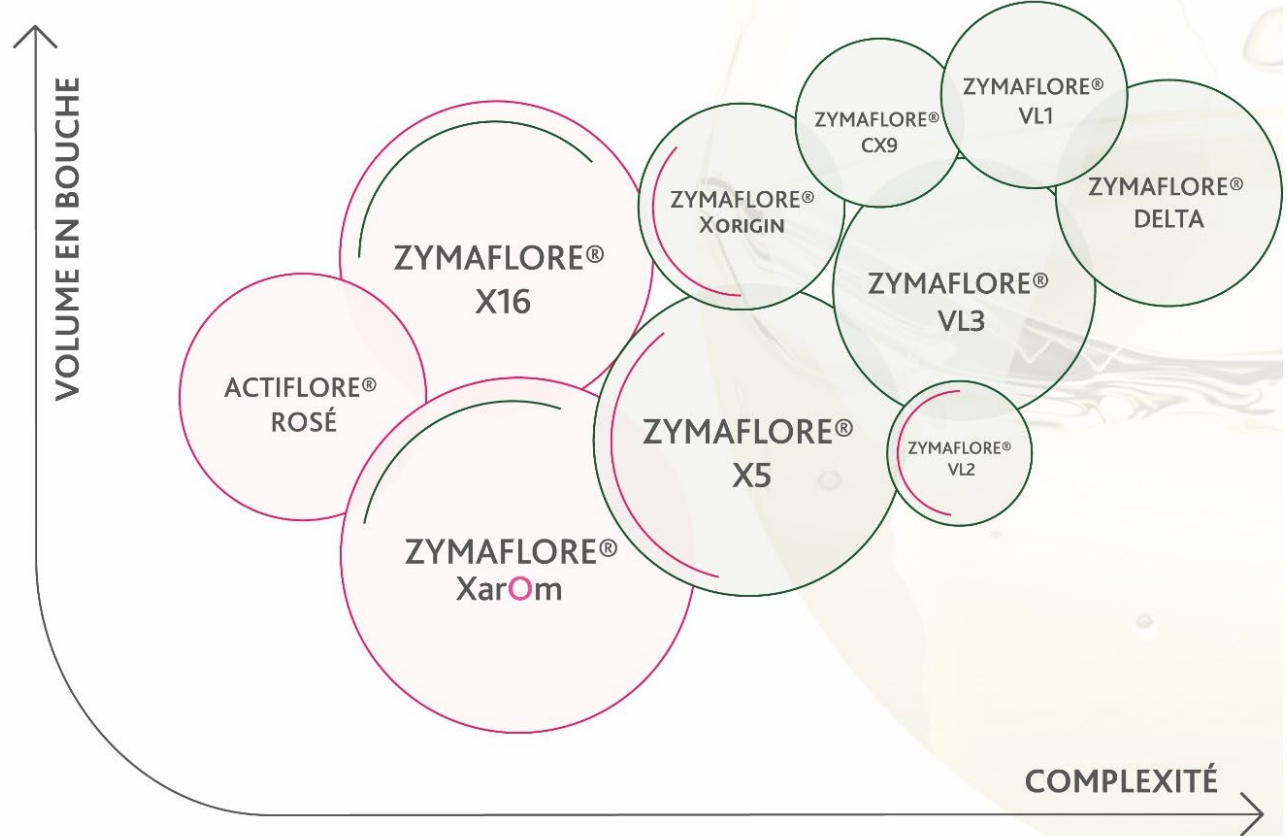 VOLUME EN BOUCHE
ZYMAFLORE®
VL1
ZYMAFLORE®
CX9
ZYMAFLORE®
DELTA
ZYMAFLORE®
XORIGIN
ZYMAFLORE®
X16
ZYMAFLORE®
VL3
ACTIFLORE®
ROSÉ
ZYMAFLORE®
X5
ZYMAFLORE®
VL2
ZYMAFLORE®
XarOm
COMPLEXITÉ